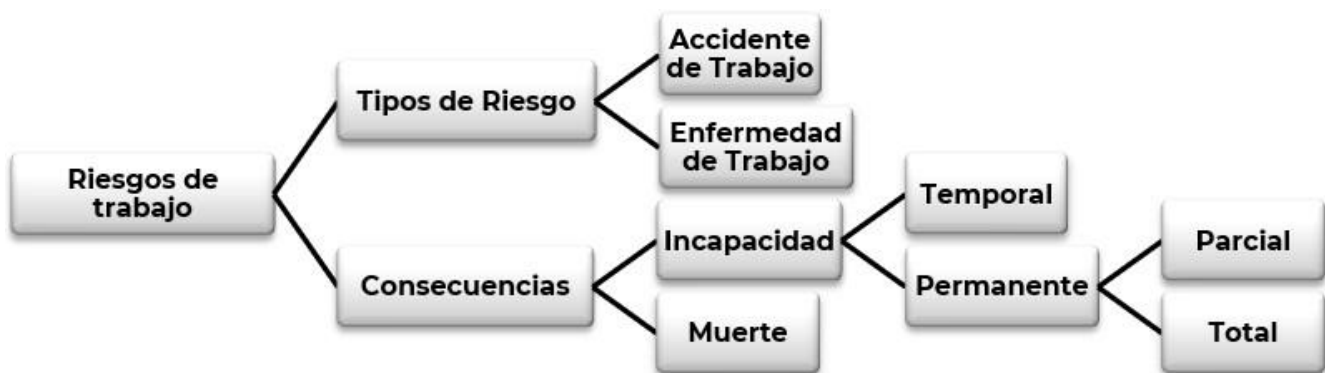 Riesgos de
trabajo
Tipos de Riesgo
Accidente
de Trabajo
Enfermedad
de Trabajo
Consecuencias
Incapacidad
Temporal
Permanente
Parcial
Total
Muerte